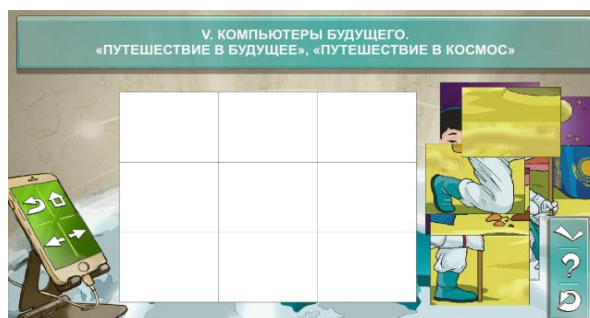 V. КОМПЬЮТЕРЫ БУДУЩЕГО.
«ПУТЕШЕСТВИЕ В БУДУЩЕЕ», «ПУТЕШЕСТВИЕ В КОСМОС»
?